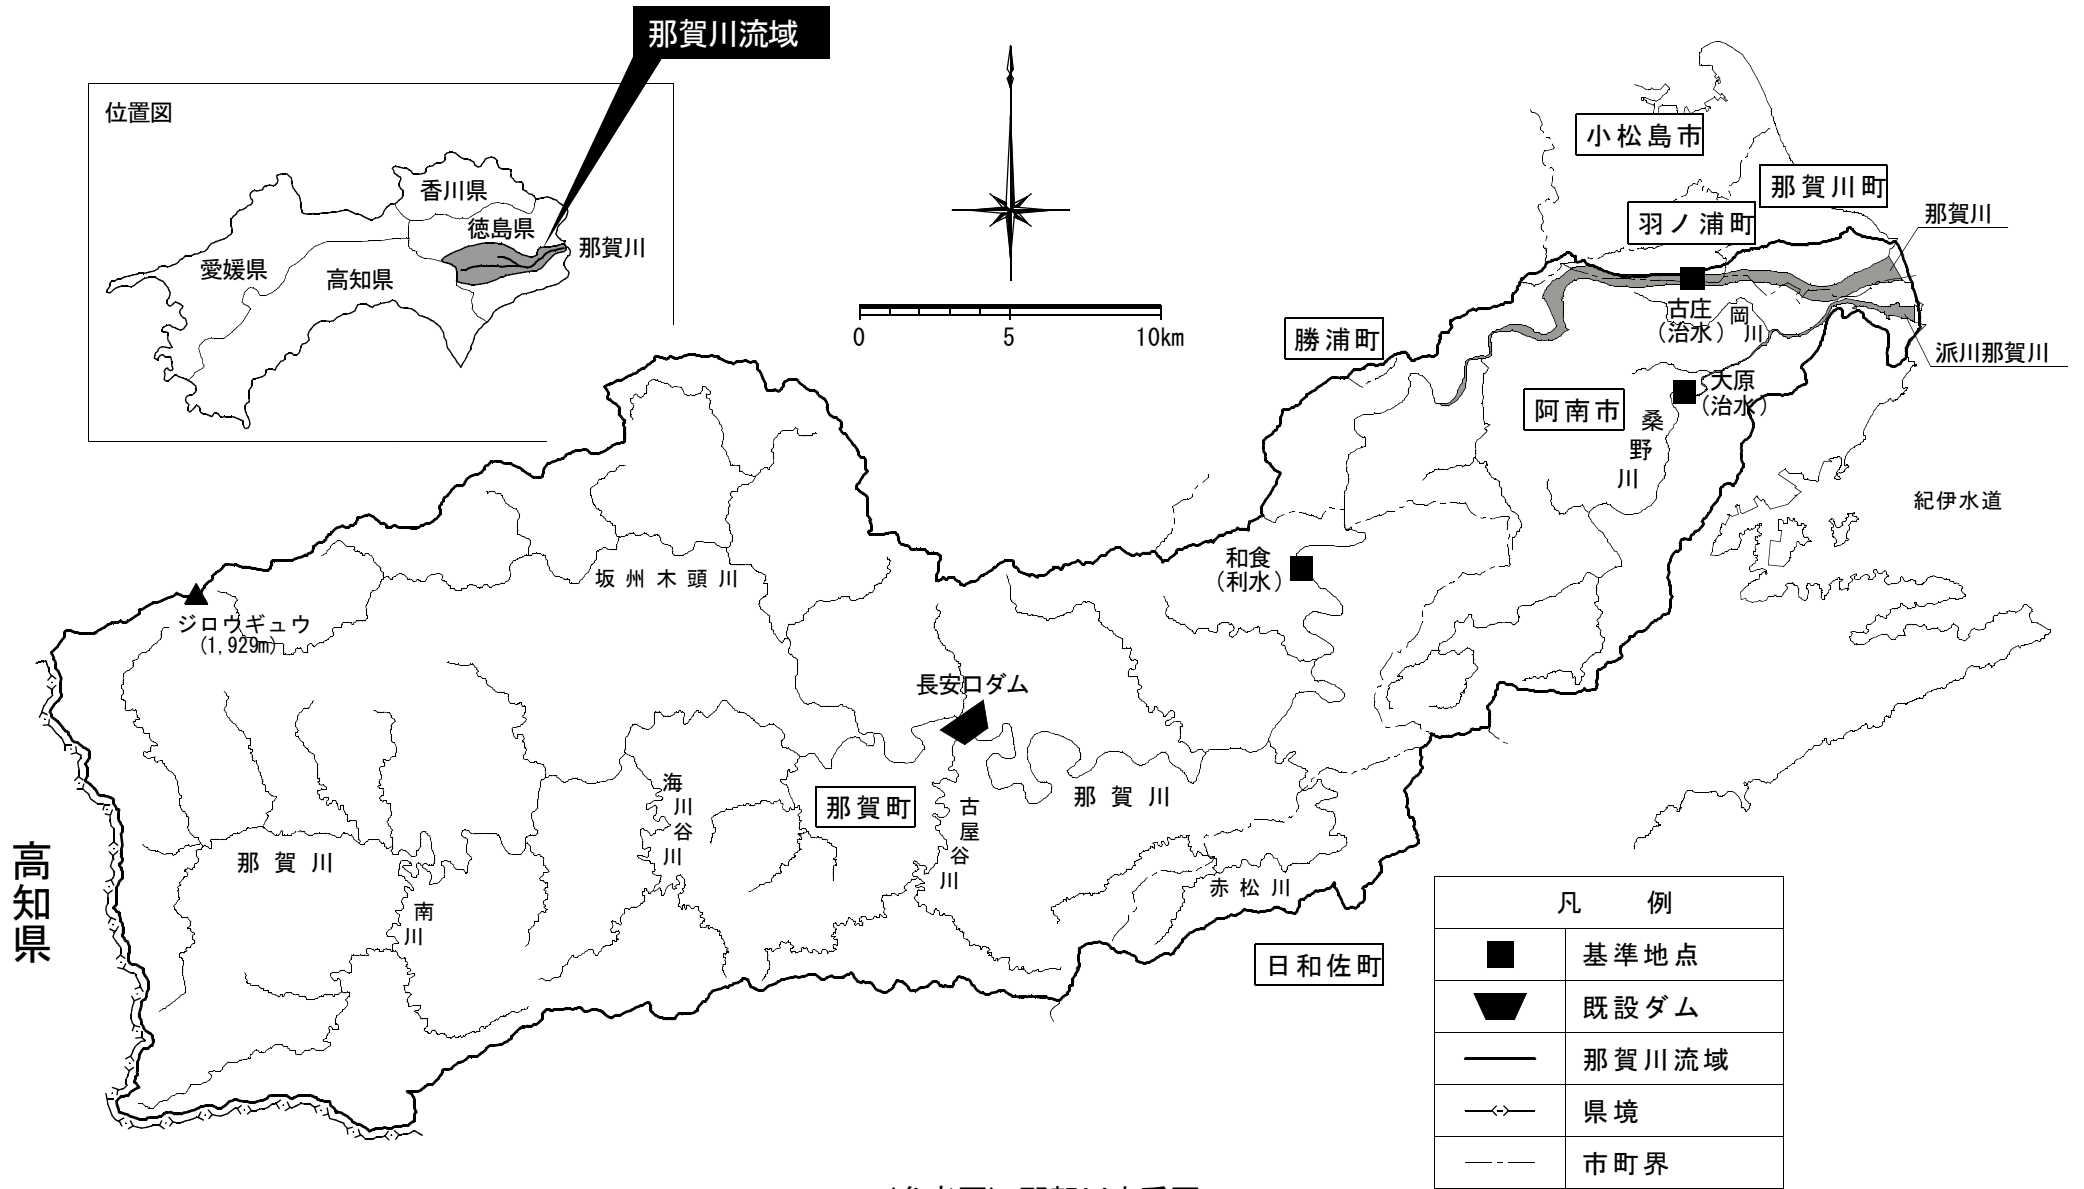 那賀川流域
位置図
香川県
徳島県
那賀川
愛媛県
高知県
0 5 10km
小松島市
那賀川町
羽ノ浦町
那賀川
古庄
(治水)
岡川
派川那賀川
勝浦町
大原
(治水)
阿南市
桑野川
紀伊水道
和食
(利水)
坂州木頭川
ジロウギュウ
(1,929m)
長安口ダム
海川谷川
那賀町
古屋谷川
那賀川
那賀川
南川
赤松川
日和佐町
高知県
凡例
基準地点
既設ダム
那賀川流域
県境
市町界